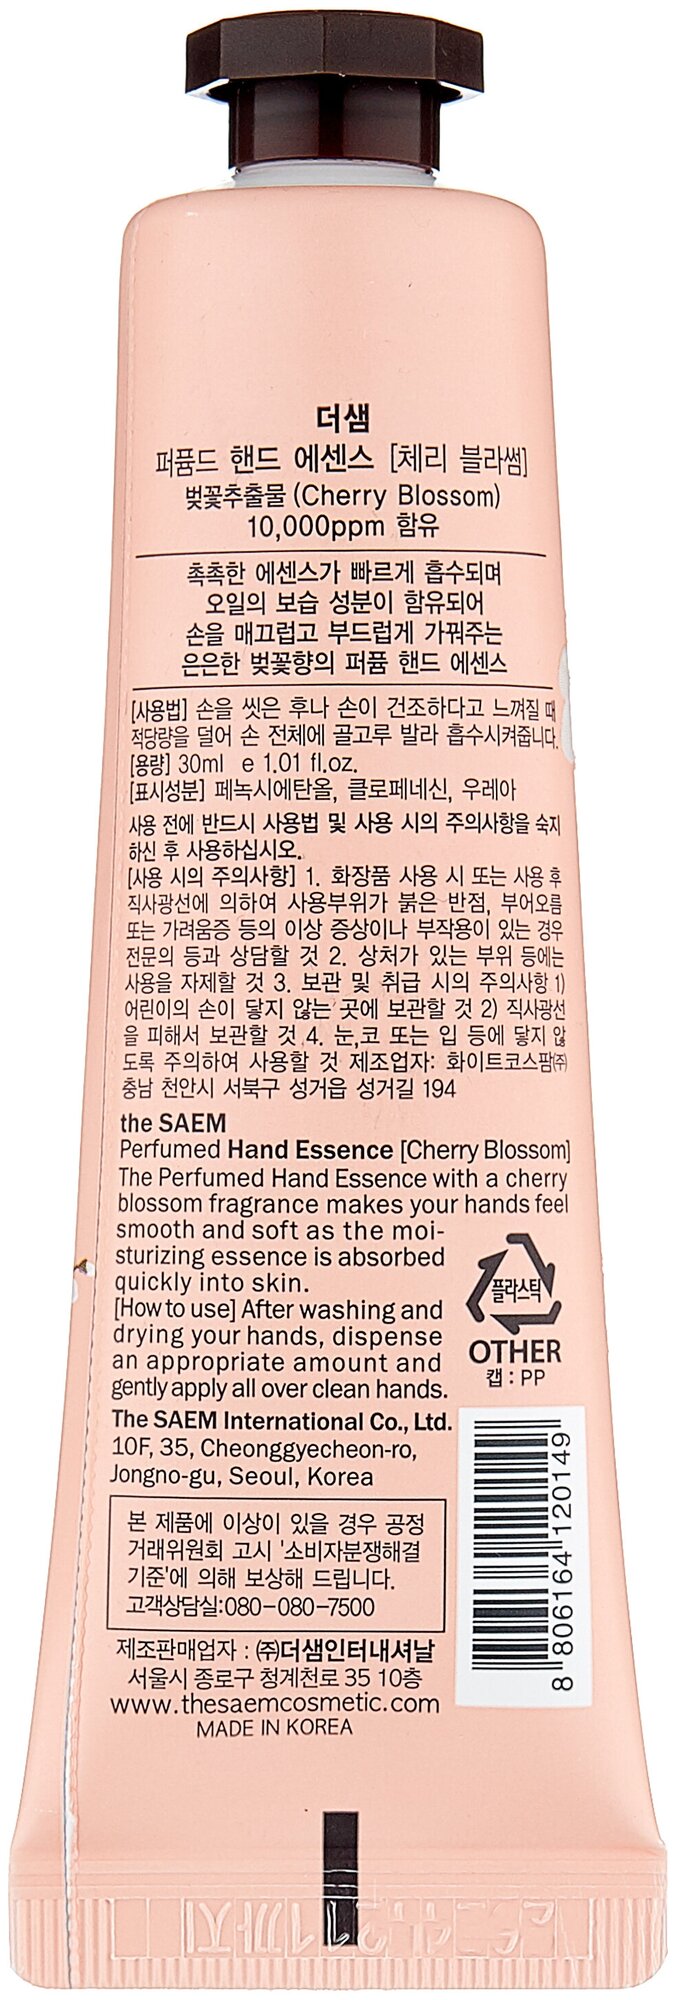 더샘
퍼퓸드 핸드 에센스 [체리 블라썸]
벚꽃추출물 (Cherry Blossom)
10,000ppm 함유
촉촉한 에센스가 빠르게 흡수되며
오일의 보습 성분이 함유되어
손을 매끄럽고 부드럽게 가꿔주는
은은한 벚꽃향의 퍼퓸 핸드 에센스
[사용법] 손을 씻은 후나 손이 건조하다고 느껴질 때
적당량을 덜어 손 전체에 골고루 발라 흡수시켜줍니다.
[용량] 30ml e 1.01 fl.oz.
[표시성분] 페녹시에탄올, 클로페네신, 우레아
사용 전에 반드시 사용법 및 사용 시의 주의사항을 숙지
하신 후 사용하십시오.
[사용 시의 주의사항] 1. 화장품 사용 시 또는 사용 후
직사광선에 의하여 사용부위가 붉은 반점, 부어오름
또는 가려움증 등의 이상 증상이나 부작용이 있는 경우
전문의 등과 상담할 것 2. 상처가 있는 부위 등에는
사용을 자제할 것 3. 보관 및 취급 시의 주의사항 1)
어린이의 손이 닿지 않는 곳에 보관할 것 2) 직사광선
을 피해서 보관할 것 4. 눈,코 또는 입 등에 닿지 않
도록 주의하여 사용할 것 제조업자: 화이트코스팜㈜
충남 천안시 서북구 성거읍 성거길 194
the SAEM
Perfumed Hand Essence [Cherry Blossom]
The Perfumed Hand Essence with a cherry
blossom fragrance makes your hands feel
smooth and soft as the moi-
sturizing essence is absorbed
quickly into skin.
[How to use] After washing and
drying your hands, dispense
an appropriate amount and
gently apply all over clean hands.
플라스틱
OTHER
캡 : PP
The SAEM International Co., Ltd.
10F, 35, Cheonggyecheon-ro,
Jongno-gu, Seoul, Korea
본 제품에 이상이 있을 경우 공정
거래위원회 고시 '소비자분쟁해결
기준'에 의해 보상해 드립니다.
고객상담실:080-080-7500
제조판매업자 : ㈜더샘인터내셔날
서울시 종로구 청계천로 35 10층
www.thesaemcosmetic.com
MADE IN KOREA
8 806164 120149